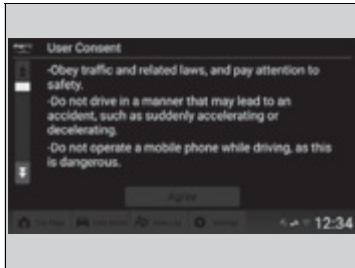 User Consent
-Obey traffic and related laws, and pay attention to
safety.
-Do not drive in a manner that may lead to an
accident, such as suddenly accelerating or
decelerating.
-Do not operate a mobile phone while driving, as this
is dangerous.
Agree
12:34